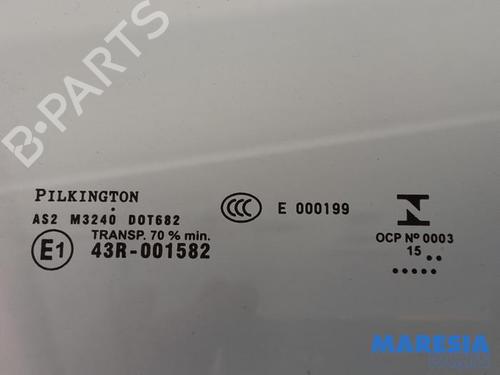 B-PARTS
PILKINGTON
AS2 M3240 DOT682
TRANSP. 70 % min.
E1 43R-001582
CCC E 000199
N
OCP Nº 0003
15
MARESIA